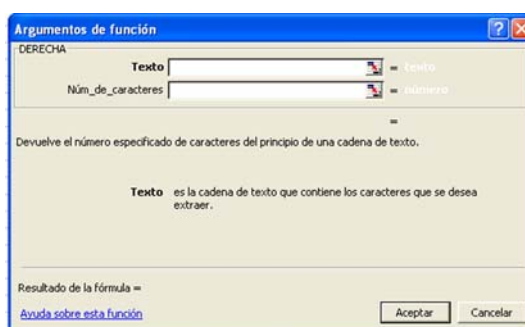 Argumentos de función
DERECHA
Texto = texto
Núm_de_caracteres = número
=
Devuelve el número especificado de caracteres del principio de una cadena de texto.
Texto es la cadena de texto que contiene los caracteres que se desea
extraer.
Resultado de la fórmula =
Ayuda sobre esta función
Aceptar Cancelar